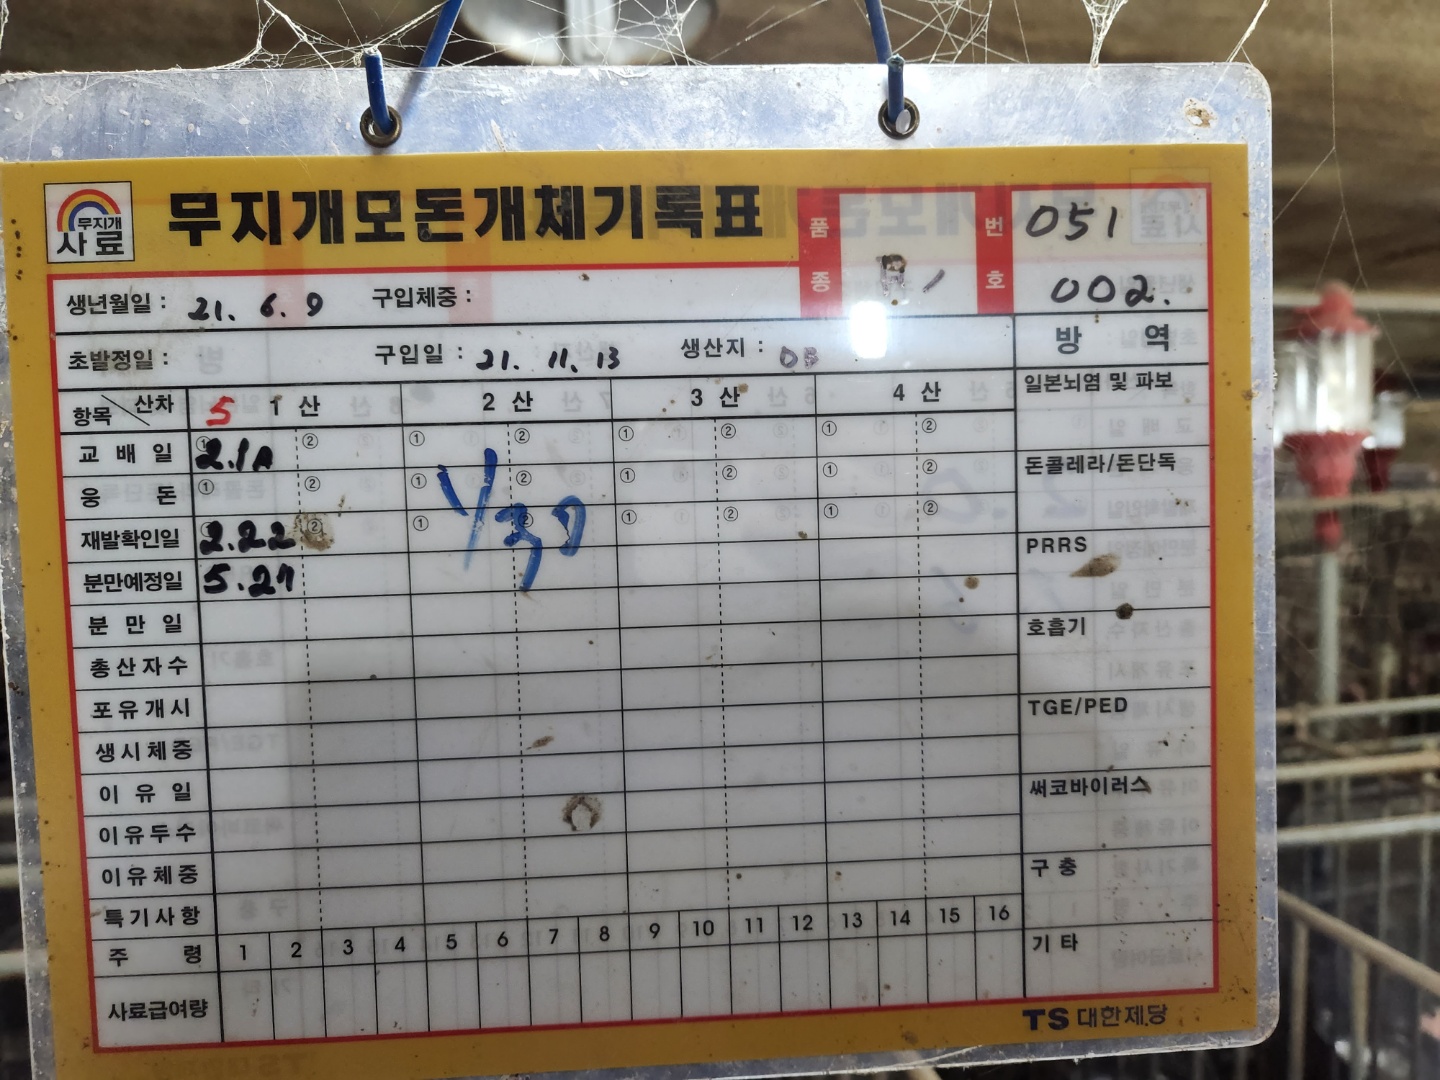 무지개
사료
무지개모돈개체기록표
품종
번호
051
002.
생년월일 : 21. 6. 9 구입체중 :
초발정일 : 구입일 : 21. 11. 13 생산지 :
방역
항목 산차 5 1 산 2 산 3 산 4 산
교배일 ① ② ① ② ① ② ① ②
웅돈 ① ② ① ② ① ② ① ②
재발확인일 2.22 ② ① ② ① ② ① ②
1/30
분만예정일 5.27
분만일
총산자수
포유개시
생시체중
이유일
이유두수
이유체중
특기사항
주령 1 2 3 4 5 6 7 8 9 10 11 12 13 14 15 16
사료급여량
일본뇌염 및 파보
돈콜레라/돈단독
PRRS
호흡기
TGE/PED
써코바이러스
구충
기타
TS 대한제당